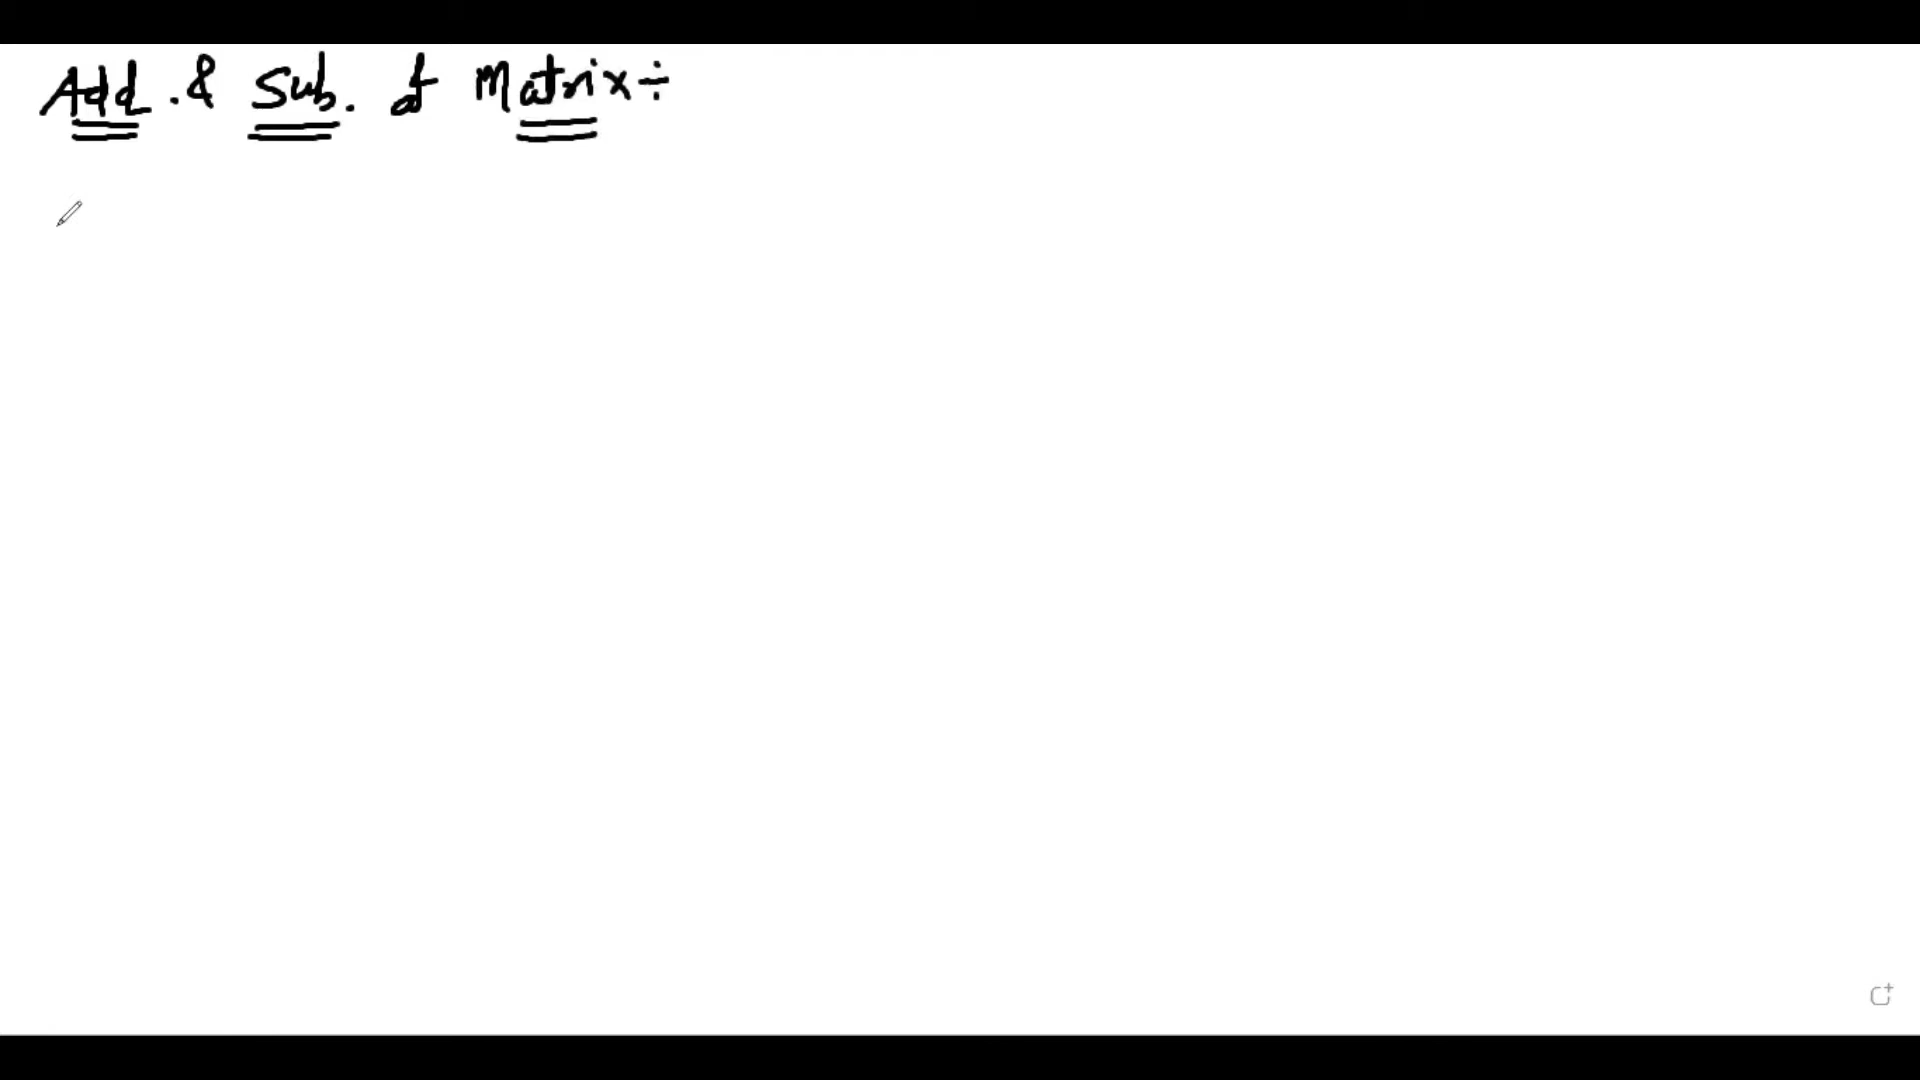 Add. & Sub. of Matrix ÷